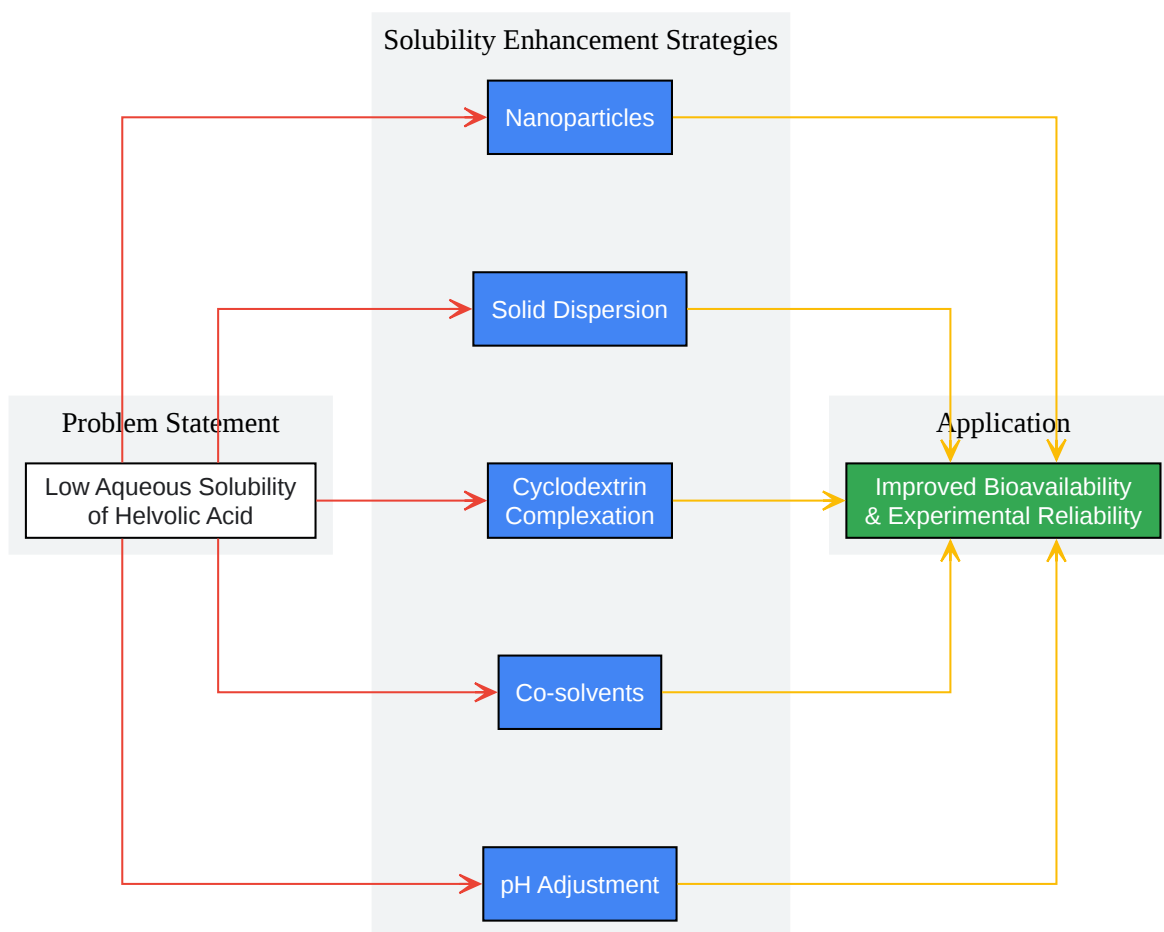 Solubility Enhancement Strategies
Nanoparticles
Solid Dispersion
Problem Statement
Low Aqueous Solubility
of Helvolic Acid
Cyclodextrin
Complexation
Application
Improved Bioavailability
& Experimental Reliability
Co-solvents
pH Adjustment